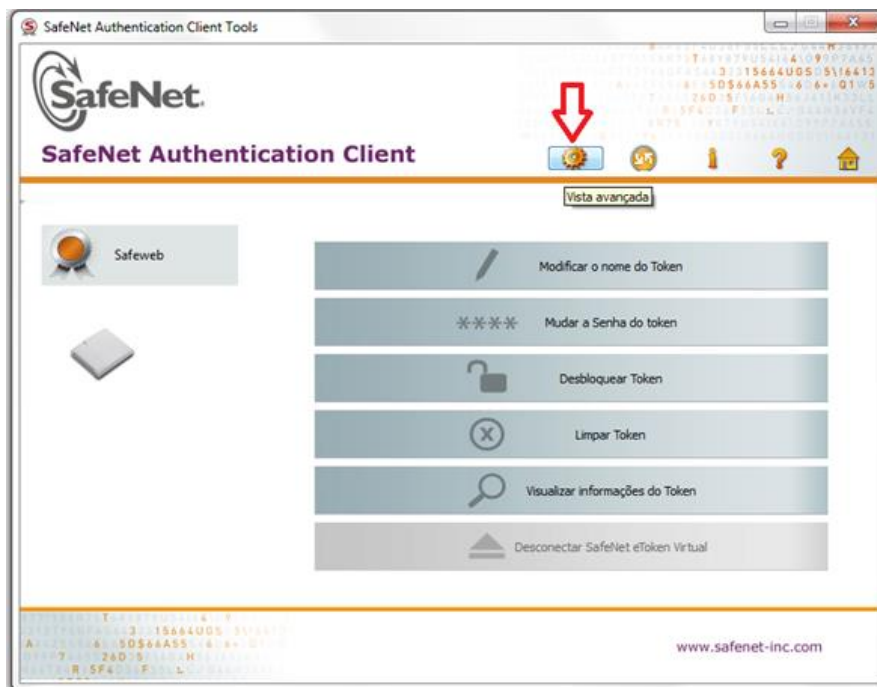 SafeNet Authentication Client Tools
SafeNet.
SafeNet Authentication Client
Vista avançada
Safeweb
Modificar o nome do Token
**** Mudar a Senha do token
Desbloquear Token
Limpar Token
Visualizar informações do Token
Desconectar SafeNet eToken Virtual
www.safenet-inc.com